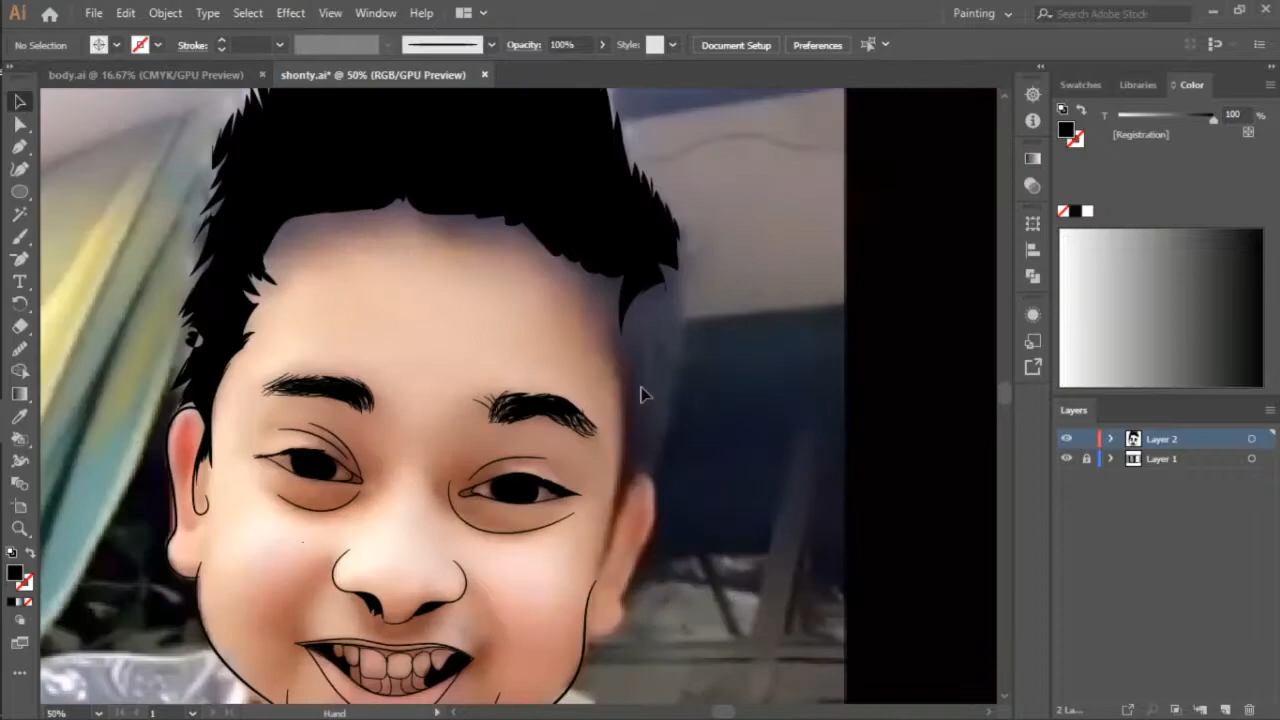 Ai File Edit Object Type Select Effect View Window Help Painting Search Adobe Stock
No Selection Stroke: Opacity: 100% Style: Document Setup Preferences
body.ai @ 16.67% (CMYK/GPU Preview) × shonty.ai* @ 50% (RGB/GPU Preview) ×
Swatches Libraries Color
T 100 %
[Registration]
Layers
Layer 2
Layer 1
50% 1 Hand 2 La...